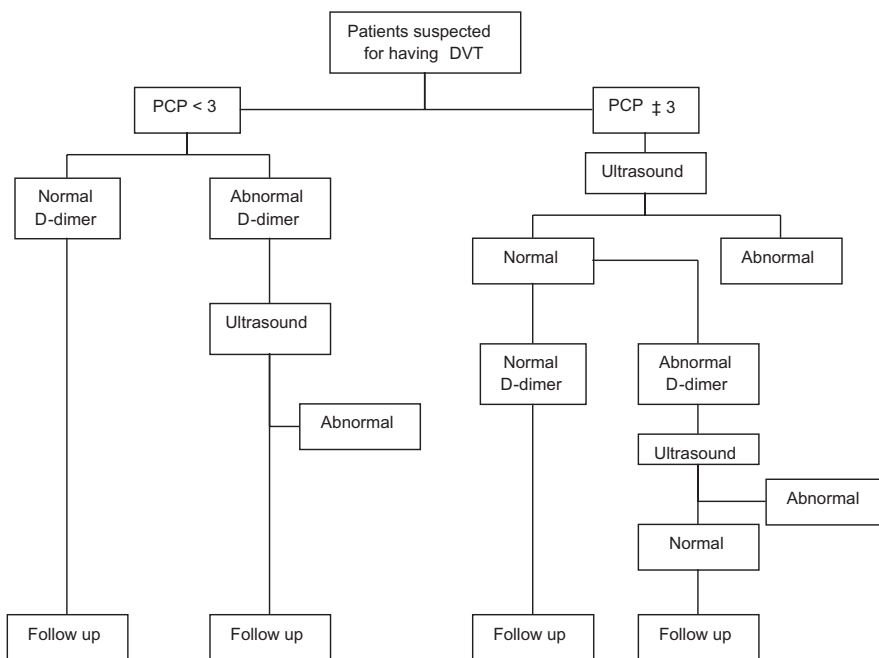 Patients suspected
for having DVT
PCP < 3
PCP ‡ 3
Ultrasound
Normal
D-dimer
Abnormal
D-dimer
Normal
Abnormal
Ultrasound
Normal
D-dimer
Abnormal
D-dimer
Abnormal
Ultrasound
Abnormal
Normal
Follow up
Follow up
Follow up
Follow up